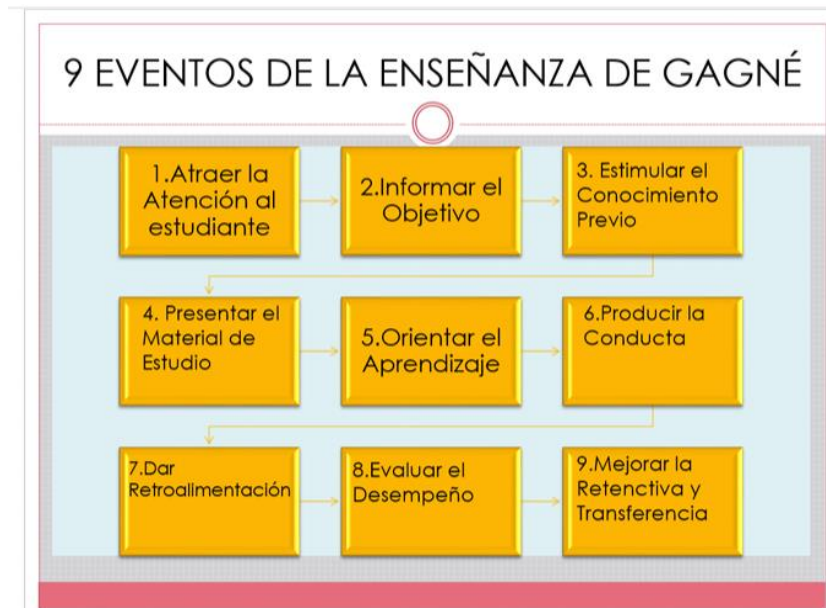 9 EVENTOS DE LA ENSEÑANZA DE GAGNÉ
1.Atraer la
Atención al
estudiante
2.Informar el
Objetivo
3. Estimular el
Conocimiento
Previo
4. Presentar el
Material de
Estudio
5.Orientar el
Aprendizaje
6.Producir la
Conducta
7.Dar
Retroalimentación
8.Evaluar el
Desempeño
9.Mejorar la
Retenctiva y
Transferencia